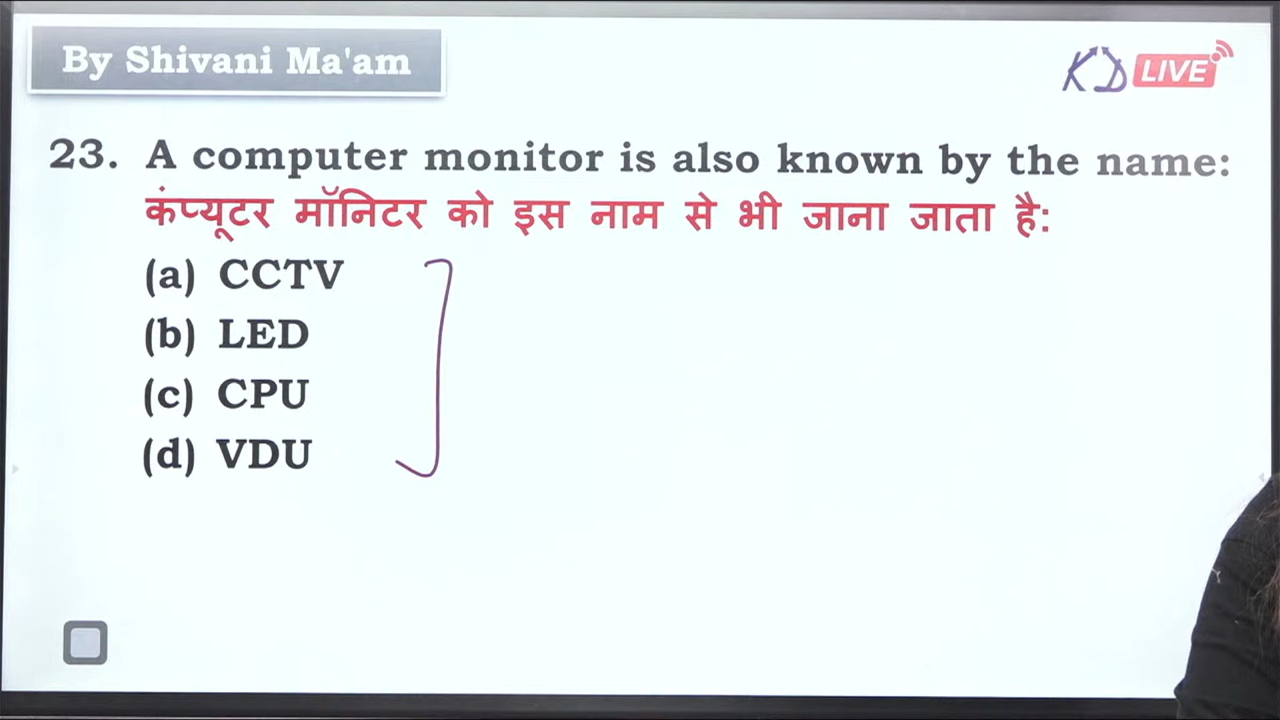 By Shivani Ma'am
KD LIVE
23. A computer monitor is also known by the name:
कंप्यूटर मॉनिटर को इस नाम से भी जाना जाता है:
(a) CCTV
(b) LED
(c) CPU
(d) VDU